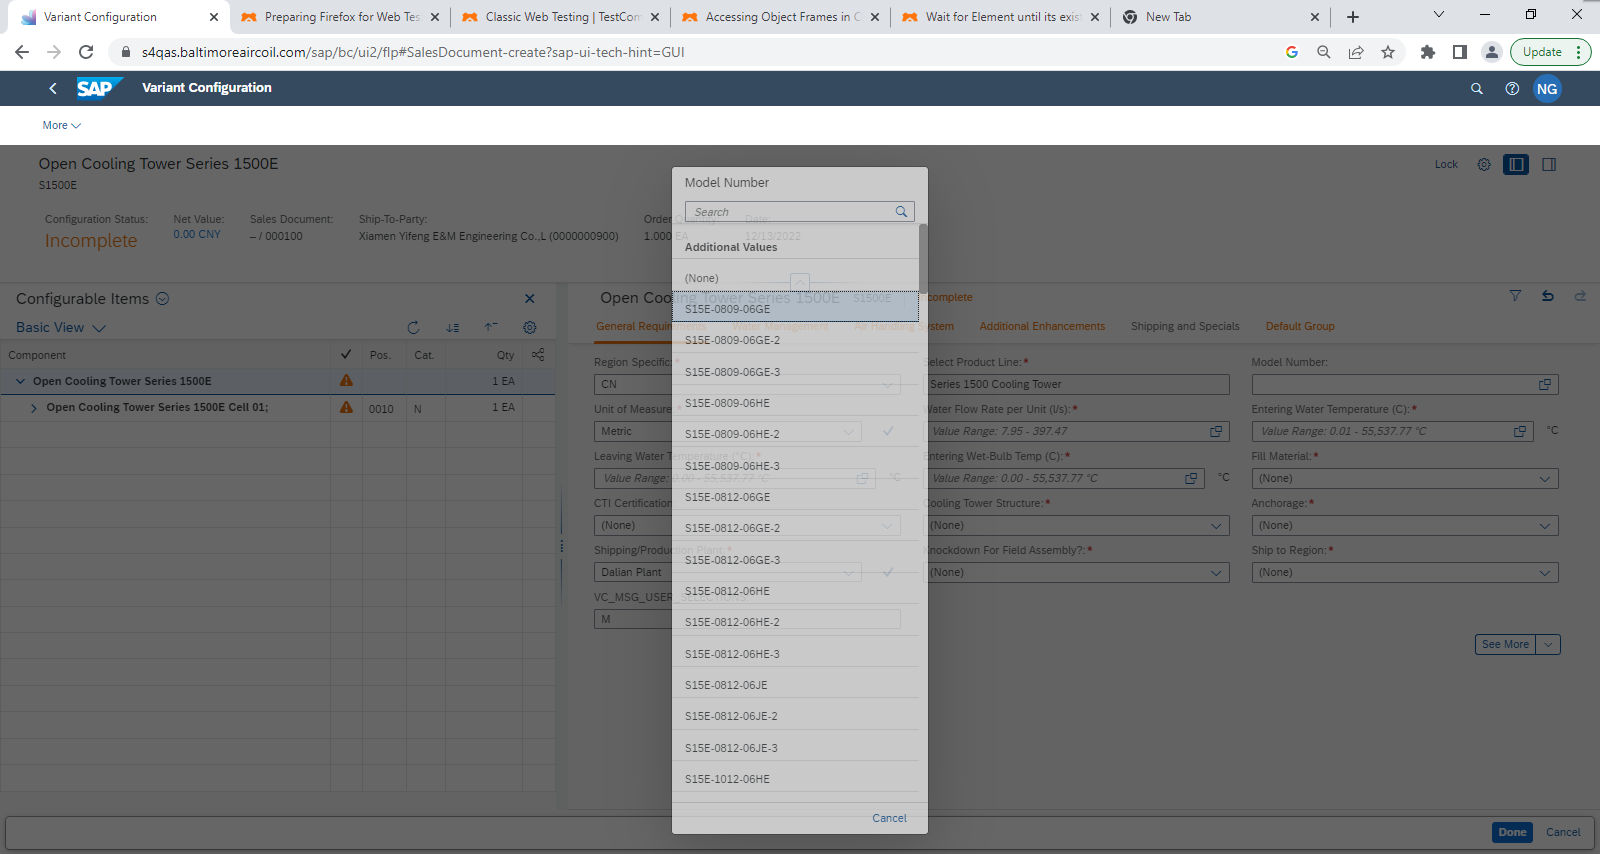 Variant Configuration
Preparing Firefox for Web Tes
Classic Web Testing | TestCom
Accessing Object Frames in C
Wait for Element until its exis
New Tab
s4qas.baltimoreaircoil.com/sap/bc/ui2/flp#SalesDocument-create?sap-ui-tech-hint=GUI
Update
SAP
Variant Configuration
NG
More
Open Cooling Tower Series 1500E
S1500E
Lock
Configuration Status:
Incomplete
Net Value:
0.00 CNY
Sales Document:
– / 000100
Ship-To-Party:
Xiamen Yifeng E&M Engineering Co.,L (0000000900)
Order Quantity:
1.000 EA
Date:
12/13/2022
Configurable Items
Basic View
Component Pos. Cat. Qty
Open Cooling Tower Series 1500E 1 EA
Open Cooling Tower Series 1500E Cell 01; 0010 N 1 EA
Model Number
Search
Additional Values
(None)
S15E-0809-06GE
S15E-0809-06GE-2
S15E-0809-06GE-3
S15E-0809-06HE
S15E-0809-06HE-2
S15E-0809-06HE-3
S15E-0812-06GE
S15E-0812-06GE-2
S15E-0812-06GE-3
S15E-0812-06HE
S15E-0812-06HE-2
S15E-0812-06HE-3
S15E-0812-06JE
S15E-0812-06JE-2
S15E-0812-06JE-3
S15E-1012-06HE
Cancel
Open Cooling Tower Series 1500E S1500E
complete
General Requirements
Water Management
Air Handling System
Additional Enhancements
Shipping and Specials
Default Group
Region Specific:*
CN
Select Product Line:*
Series 1500 Cooling Tower
Model Number:
Unit of Measure:*
Metric
Water Flow Rate per Unit (l/s):*
Value Range: 7.95 - 397.47
Entering Water Temperature (C):*
Value Range: 0.01 - 55,537.77 °C
°C
Leaving Water Temperature (°C):*
Value Range: 0.00 - 55,537.77 °C
°C
Entering Wet-Bulb Temp (C):*
Value Range: 0.00 - 55,537.77 °C
°C
Fill Material:*
(None)
CTI Certification
(None)
Cooling Tower Structure:*
(None)
Anchorage:*
(None)
Shipping/Production Plant:*
Dalian Plant
Knockdown For Field Assembly?:*
(None)
Ship to Region:*
(None)
VC_MSG_USER_SELECTIONS
M
See More
Done
Cancel